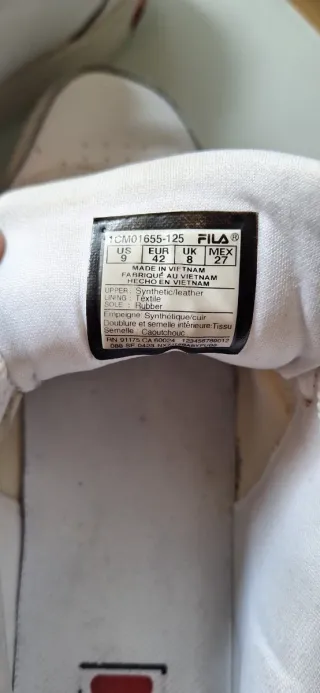 1CM01655-125 FILA®
US EUR UK MEX
9 42 8 27
MADE IN VIETNAM
FABRIQUÉ AU VIETNAM
HECHO EN VIETNAM
UPPER : Synthetic/leather
LINING : Textile
SOLE : Rubber
Empeigne: Synthétique/cuir
Doublure et semelle intérieure:Tissu
Semelle : Caoutchouc
RN 91175 CA 60024 123456789012